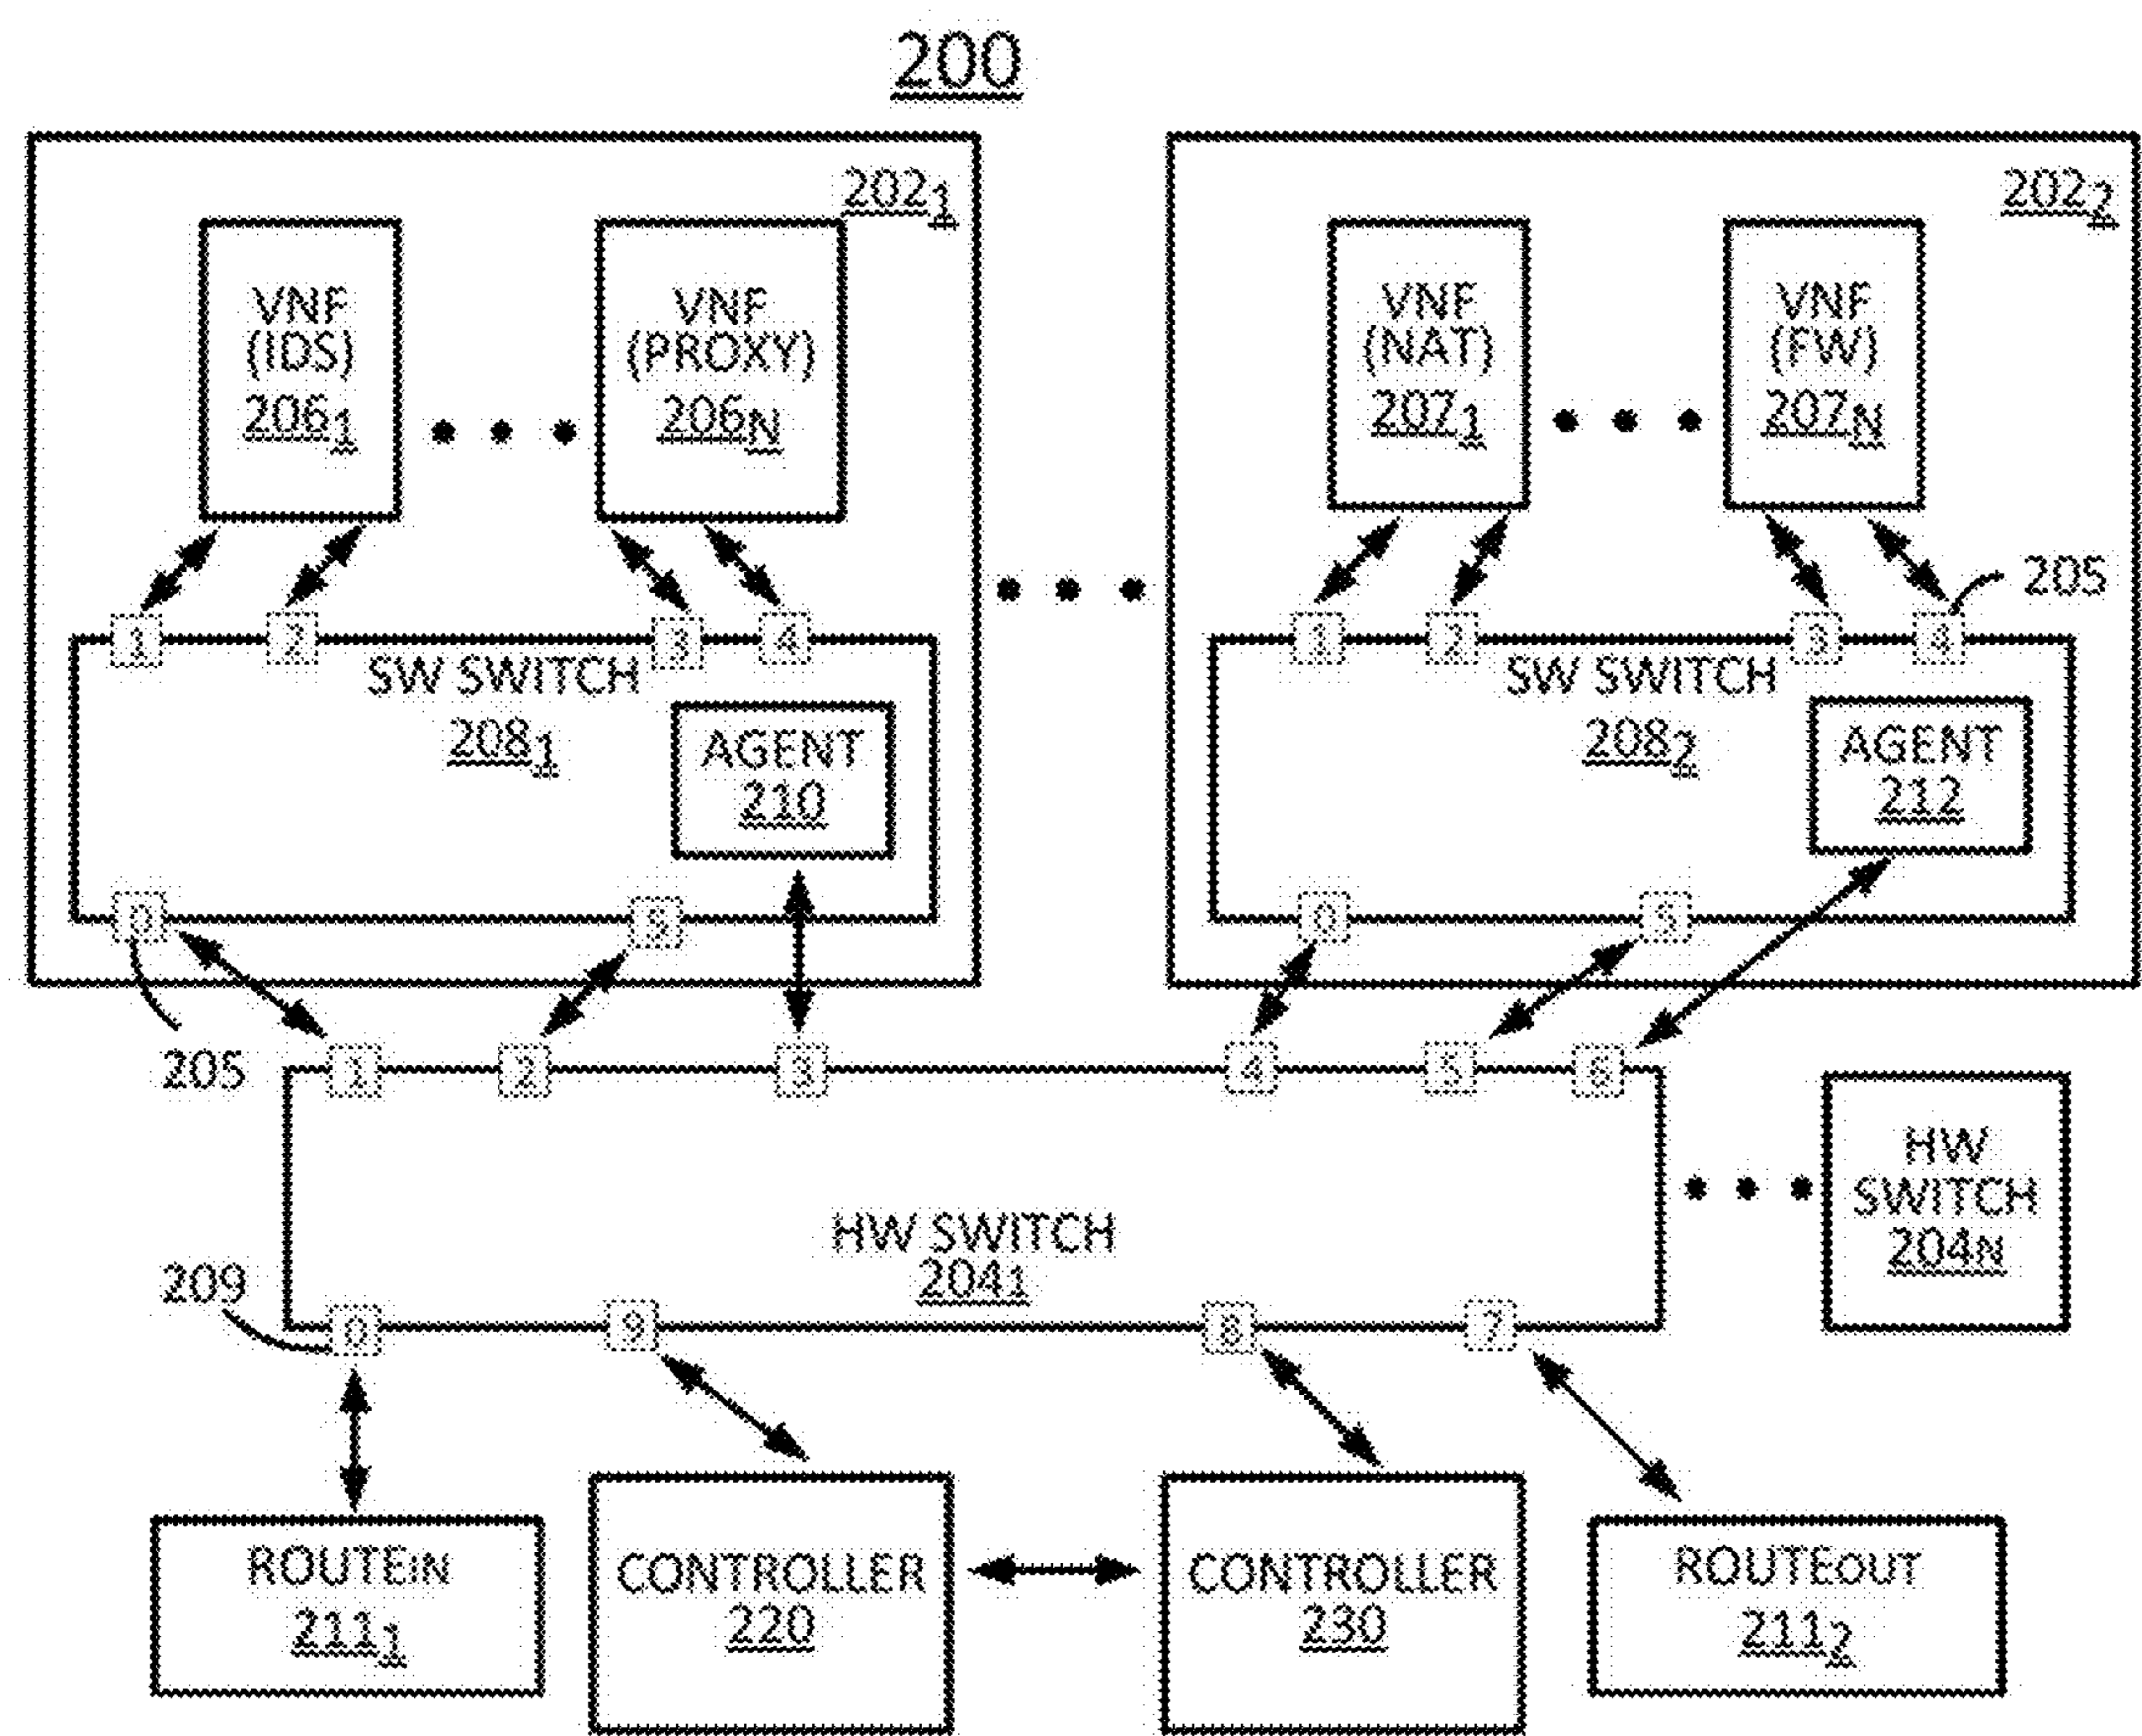 200
202₁
202₂
VNF
(IDS)
206₁
VNF
(PROXY)
206N
VNF
(NAT)
207₁
VNF
(FW)
207N
205
1
2
3
4
1
2
3
4
SW SWITCH
208₁
AGENT
210
SW SWITCH
208₂
AGENT
212
0
9
0
9
205
1
2
3
4
5
6
HW
SWITCH
204N
HW SWITCH
204₁
209
0
9
8
7
ROUTEIN
211₁
CONTROLLER
220
CONTROLLER
230
ROUTEOUT
211₂